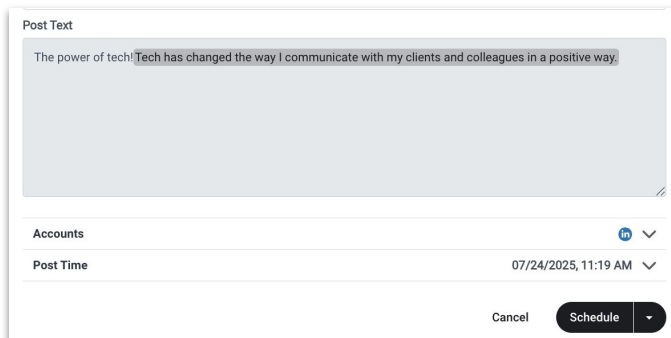 Post Text
The power of tech! Tech has changed the way I communicate with my clients and colleagues in a positive way.
Accounts in
Post Time 07/24/2025, 11:19 AM
Cancel Schedule